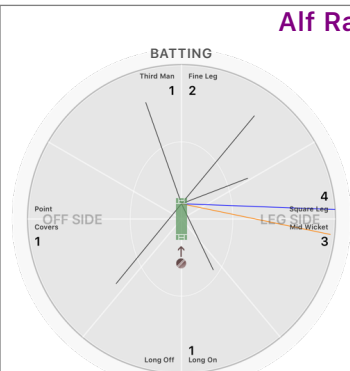 Alf Ra
BATTING
Third Man
Fine Leg
1
2
4
Point
Square Leg
OFF SIDE
LEG SIDE
Covers
Mid Wicket
1
3
1
Long Off
Long On